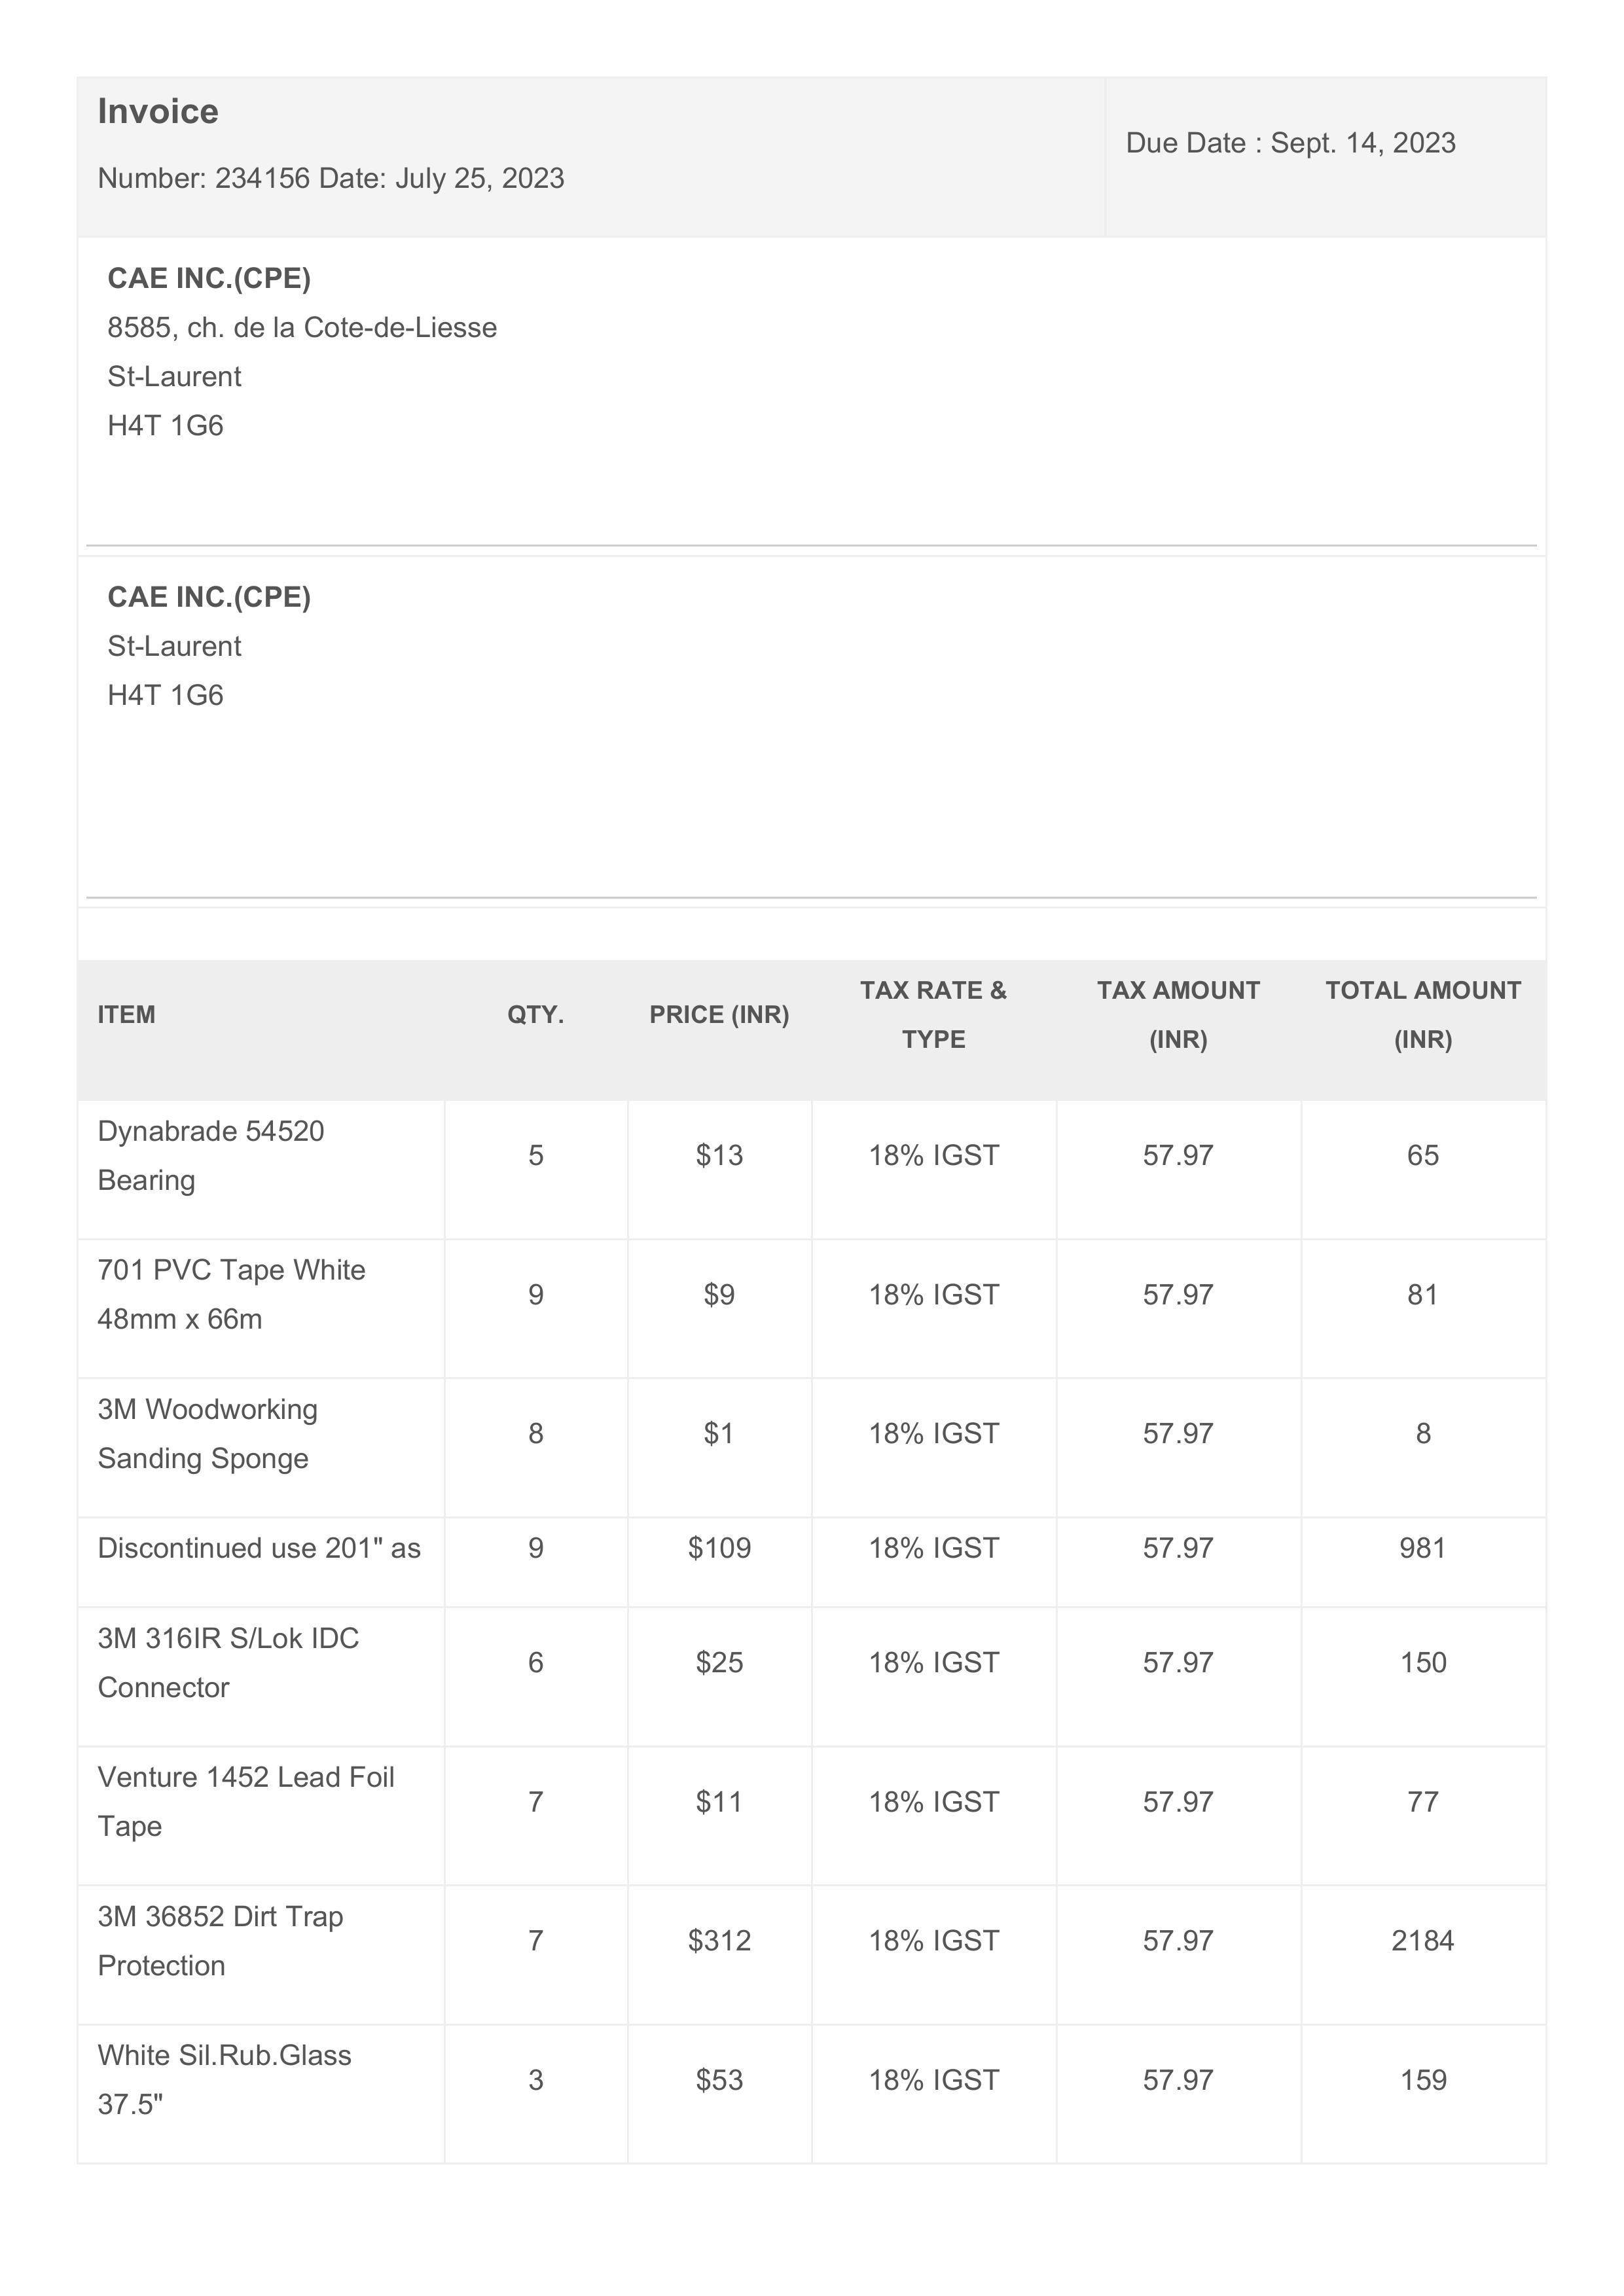 Invoice
Number: 234156 Date: July 25, 2023
Due Date : Sept. 14, 2023
CAE INC.(CPE)
8585, ch. de la Cote-de-Liesse
St-Laurent
H4T 1G6
CAE INC.(CPE)
St-Laurent
H4T 1G6
ITEM QTY. PRICE (INR) TAX RATE & TYPE TAX AMOUNT (INR) TOTAL AMOUNT (INR)
Dynabrade 54520
Bearing
5 $13 18% IGST 57.97 65
701 PVC Tape White
48mm x 66m
9 $9 18% IGST 57.97 81
3M Woodworking
Sanding Sponge
8 $1 18% IGST 57.97 8
Discontinued use 201" as 9 $109 18% IGST 57.97 981
3M 316IR S/Lok IDC
Connector
6 $25 18% IGST 57.97 150
Venture 1452 Lead Foil
Tape
7 $11 18% IGST 57.97 77
3M 36852 Dirt Trap
Protection
7 $312 18% IGST 57.97 2184
White Sil.Rub.Glass
37.5"
3 $53 18% IGST 57.97 159